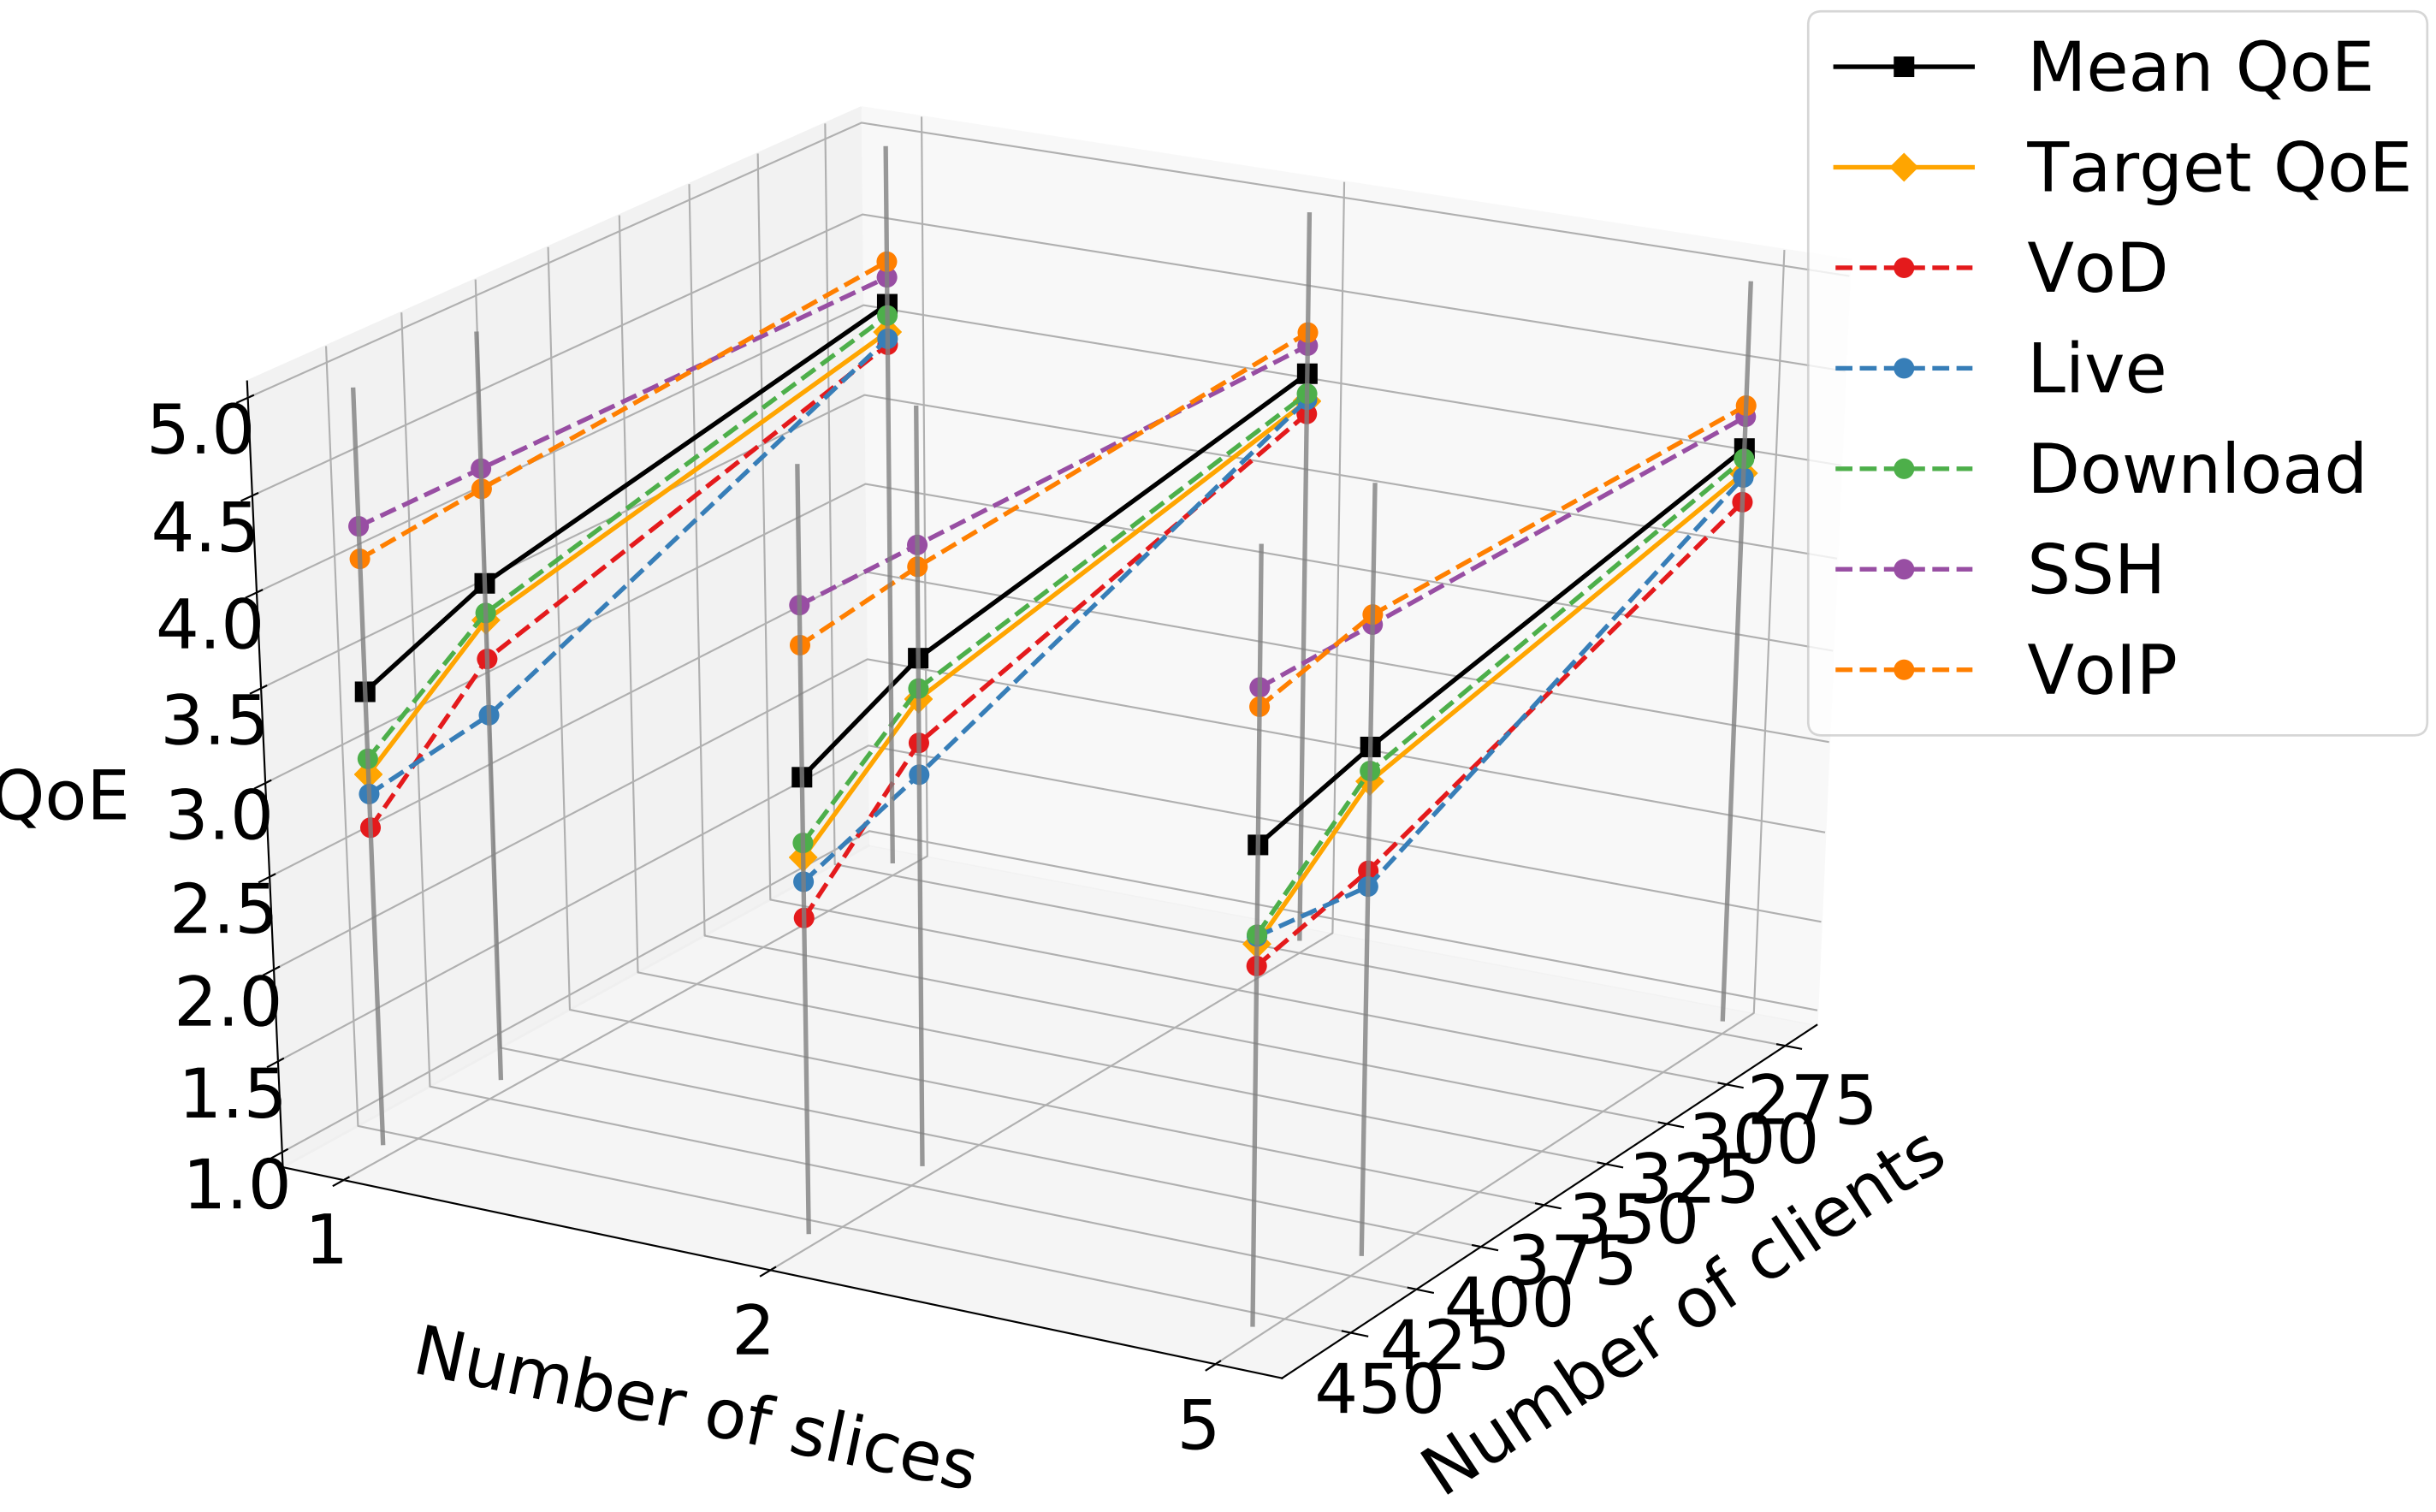 Mean QoE
Target QoE
VoD
Live
Download
SSH
VoIP
5.0
4.5
4.0
3.5
3.0
2.5
2.0
1.5
1.0
QoE
1
2
5
Number of slices
275
300
325
350
375
400
425
450
Number of clients